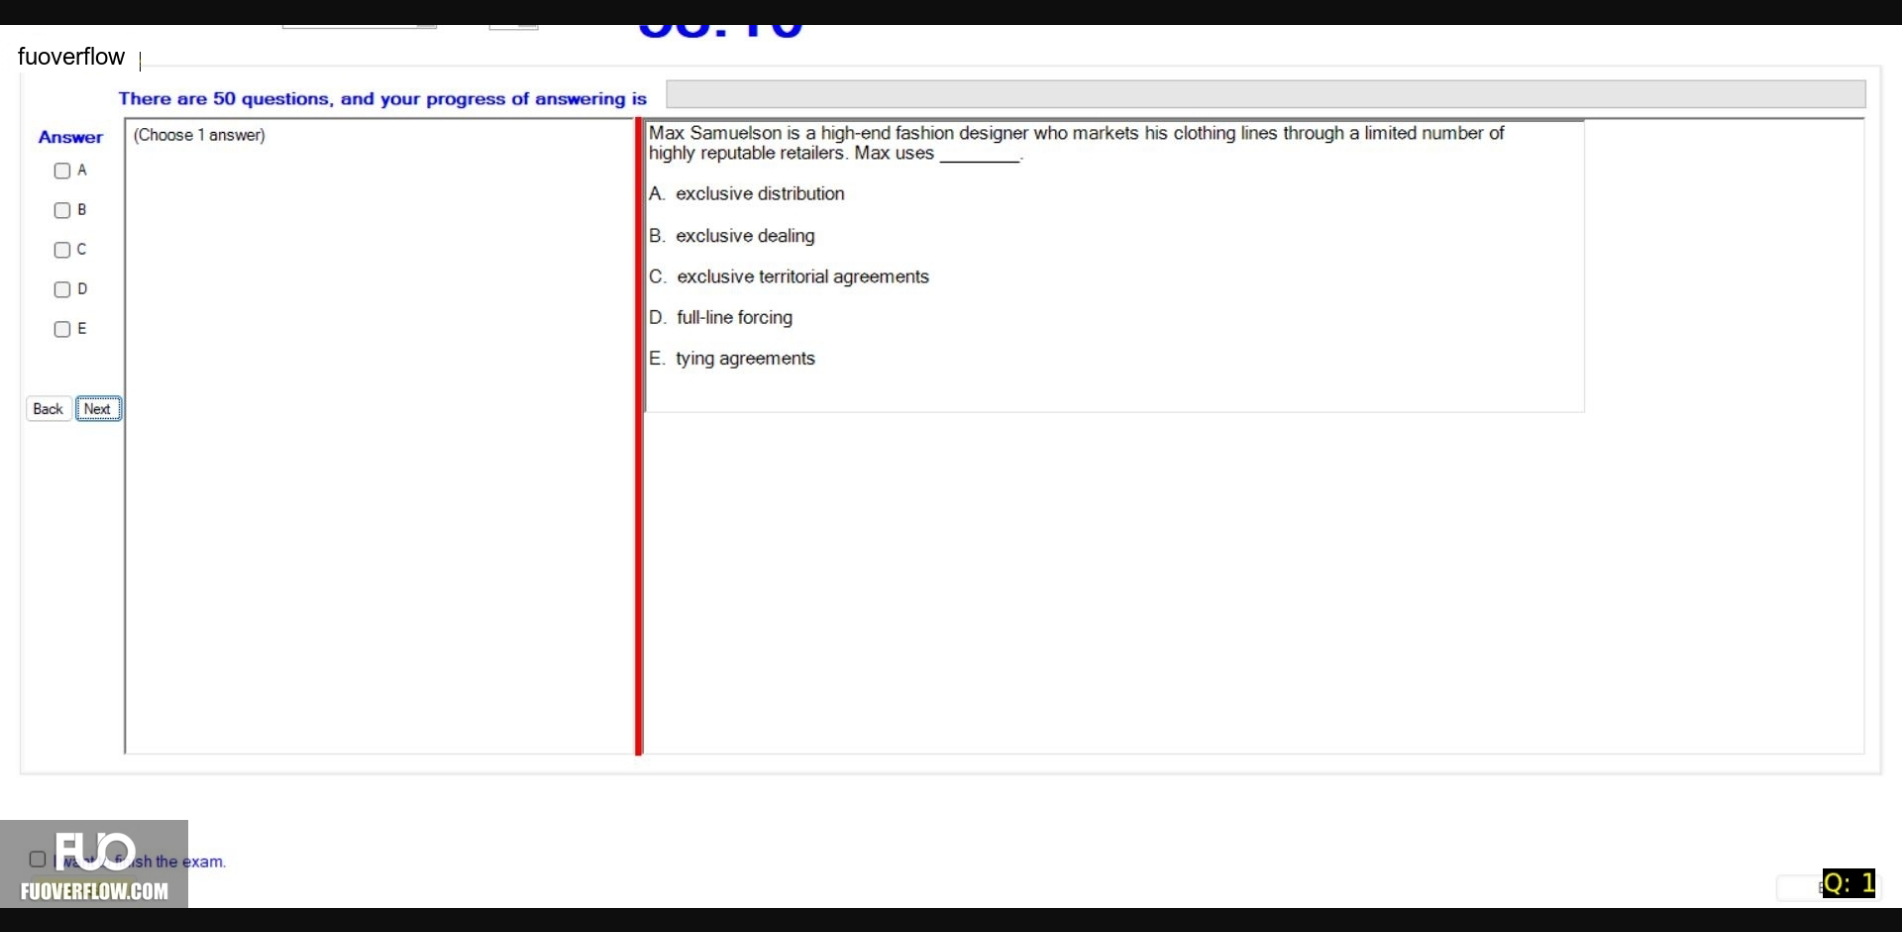 fuoverflow
There are 50 questions, and your progress of answering is
Answer
(Choose 1 answer)
A
B
C
D
E
Back Next
Max Samuelson is a high-end fashion designer who markets his clothing lines through a limited number of
highly reputable retailers. Max uses ________.
A. exclusive distribution
B. exclusive dealing
C. exclusive territorial agreements
D. full-line forcing
E. tying agreements
FUO
the exam.
FUOVERFLOW.COM
Q: 1